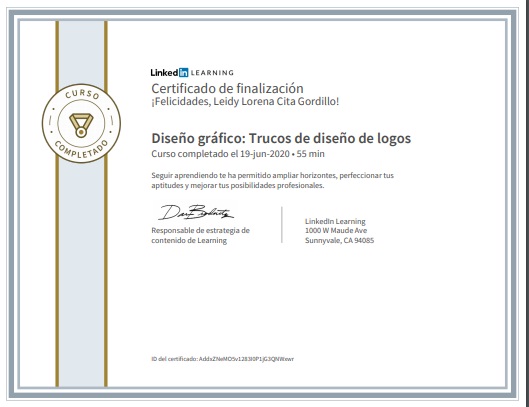 Linked in LEARNING
Certificado de finalización
¡Felicidades, Leidy Lorena Cita Gordillo!
CURSO
COMPLETADO
Diseño gráfico: Trucos de diseño de logos
Curso completado el 19-jun-2020 • 55 min
Seguir aprendiendo te ha permitido ampliar horizontes, perfeccionar tus
aptitudes y mejorar tus posibilidades profesionales.
Responsable de estrategia de
contenido de Learning
LinkedIn Learning
1000 W Maude Ave
Sunnyvale, CA 94085
ID del certificado: